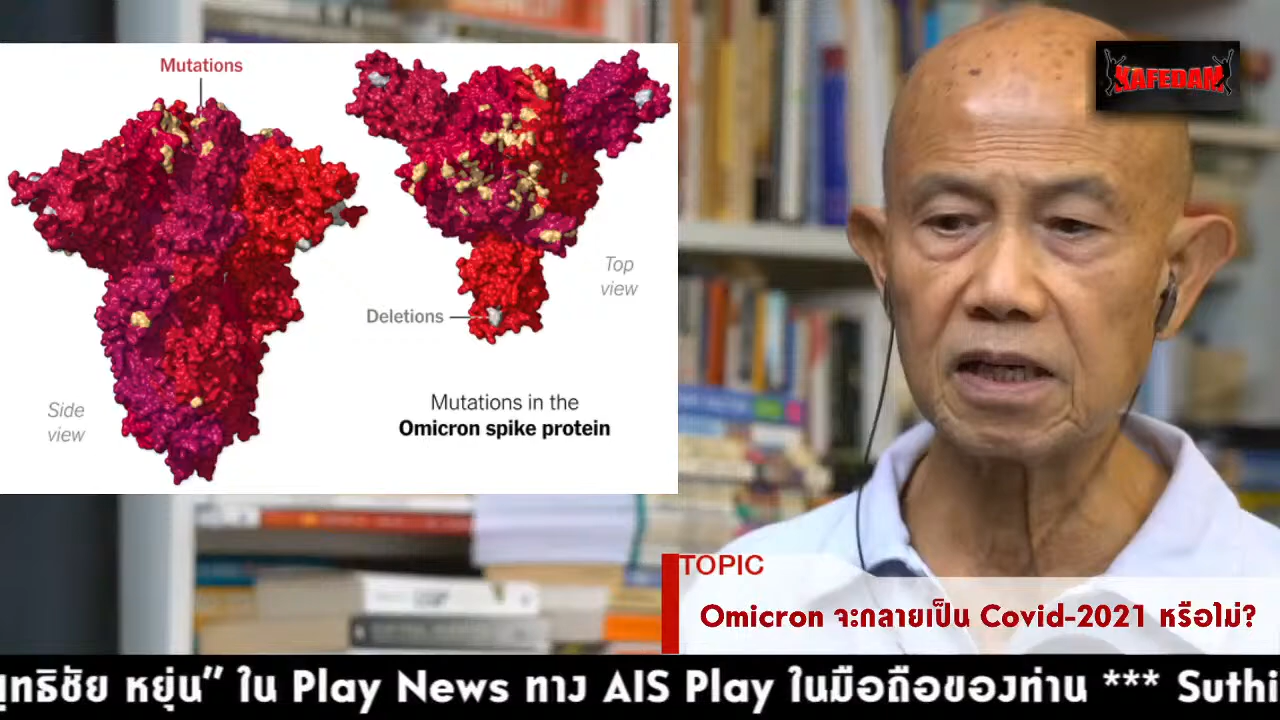 Mutations
KAFEDAM
Top
view
Deletions
Side
view
Mutations in the
Omicron spike protein
TOPIC
Omicron จะกลายเป็น Covid-2021 หรือไม่?
ุทธิชัย หยุ่น” ใน Play News ทาง AIS Play ในมือถือของท่าน *** Suthi